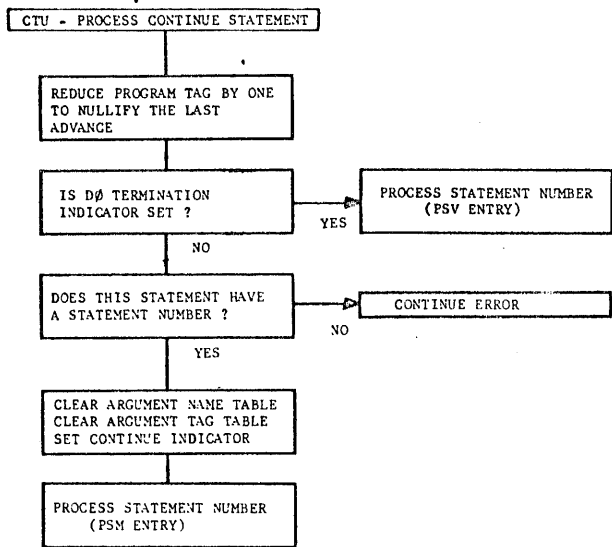 CTU - PROCESS CONTINUE STATEMENT
REDUCE PROGRAM TAG BY ONE
TO NULLIFY THE LAST
ADVANCE
IS DØ TERMINATION
INDICATOR SET ?
YES
PROCESS STATEMENT NUMBER
(PSV ENTRY)
NO
DOES THIS STATEMENT HAVE
A STATEMENT NUMBER ?
NO
CONTINUE ERROR
YES
CLEAR ARGUMENT NAME TABLE
CLEAR ARGUMENT TAG TABLE
SET CONTINUE INDICATOR
PROCESS STATEMENT NUMBER
(PSM ENTRY)